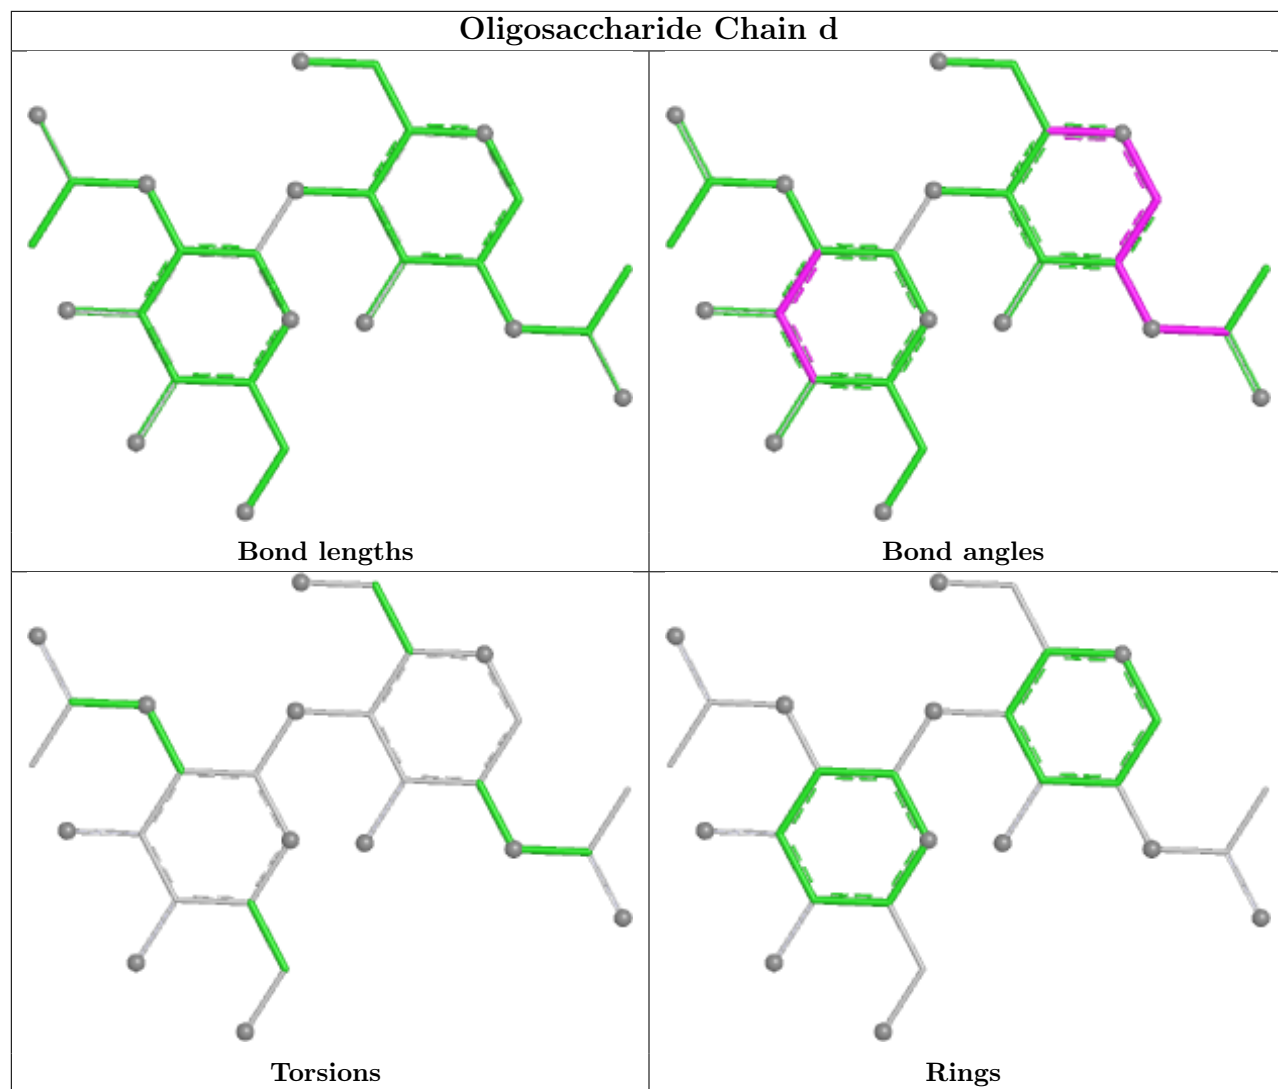 Oligosaccharide Chain d
Bond lengths
Bond angles
Torsions
Rings